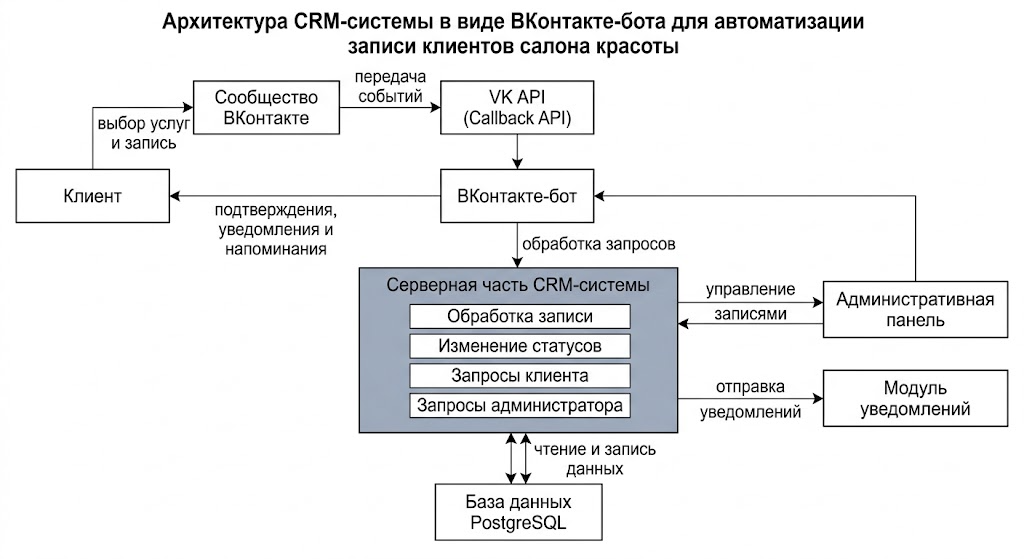 Архитектура CRM-системы в виде ВКонтакте-бота для автоматизации
записи клиентов салона красоты
Сообщество
ВКонтакте
передача
событий
VK API
(Callback API)
выбор услуг
и запись
Клиент
ВКонтакте-бот
подтверждения,
уведомления и
напоминания
обработка запросов
Серверная часть CRM-системы
Обработка записи
Изменение статусов
Запросы клиента
Запросы администратора
управление
записями
Административная
панель
отправка
уведомлений
Модуль
уведомлений
чтение и запись
данных
База данных
PostgreSQL